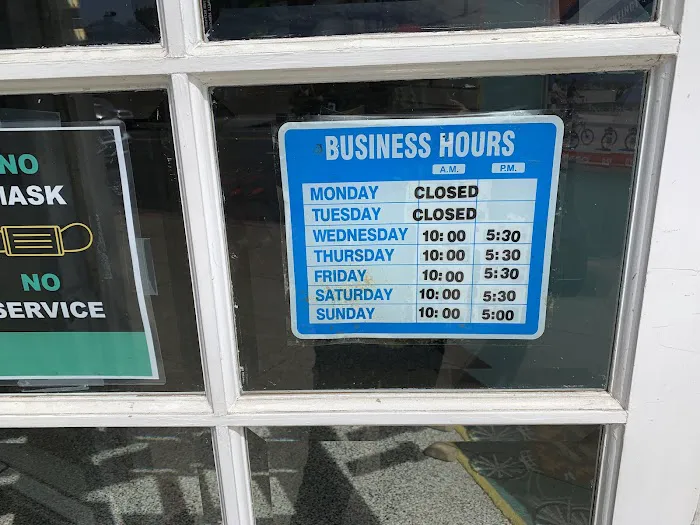 NO
MASK
NO
SERVICE
BUSINESS HOURS
A.M. P.M.
MONDAY CLOSED
TUESDAY CLOSED
WEDNESDAY 10:00 5:30
THURSDAY 10:00 5:30
FRIDAY 10:00 5:30
SATURDAY 10:00 5:30
SUNDAY 10:00 5:00